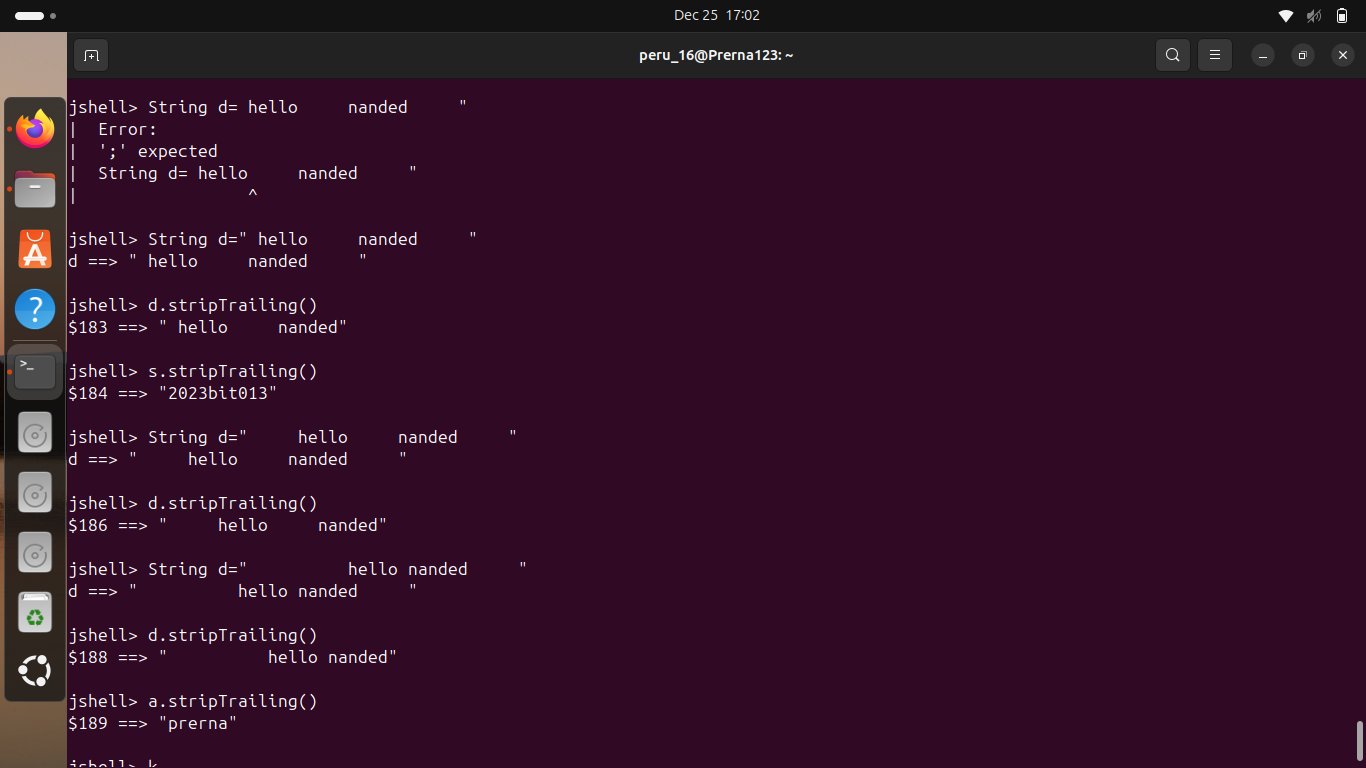 Dec 25 17:02
peru_16@Prerna123: ~
jshell> String d= hello     nanded     "
|  Error:
|  ';' expected
|  String d= hello     nanded     "
|                 ^
jshell> String d=" hello     nanded     "
d ==> " hello     nanded     "
jshell> d.stripTrailing()
$183 ==> " hello     nanded"
jshell> s.stripTrailing()
$184 ==> "2023bit013"
jshell> String d="     hello     nanded     "
d ==> "     hello     nanded     "
jshell> d.stripTrailing()
$186 ==> "     hello     nanded"
jshell> String d="          hello nanded     "
d ==> "          hello nanded     "
jshell> d.stripTrailing()
$188 ==> "          hello nanded"
jshell> a.stripTrailing()
$189 ==> "prerna"
jshell> k